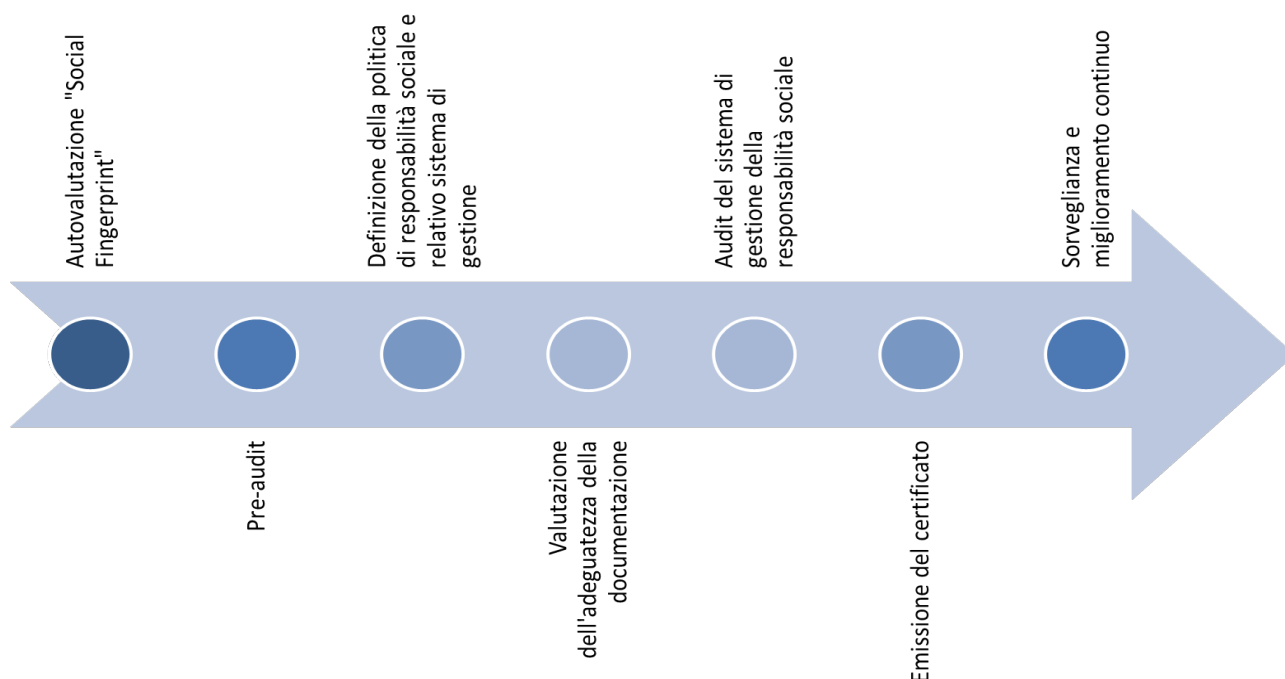 Autovalutazione "Social
Fingerprint"
Pre-audit
Definizione della politica
di responsabilità sociale e
relativo sistema di
gestione
Valutazione
dell'adeguatezza della
documentazione
Audit del sistema di
gestione della
responsabilità sociale
Emissione del certificato
Sorveglianza e
miglioramento continuo